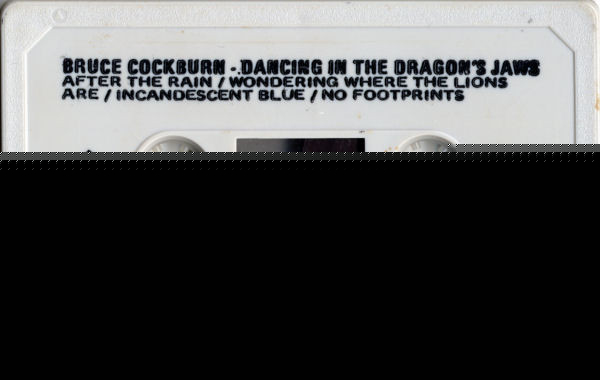 BRUCE COCKBURN - DANCING IN THE DRAGON'S JAWS
AFTER THE RAIN / WONDERING WHERE THE LIONS
ARE / INCANDESCENT BLUE / NO FOOTPRINTS